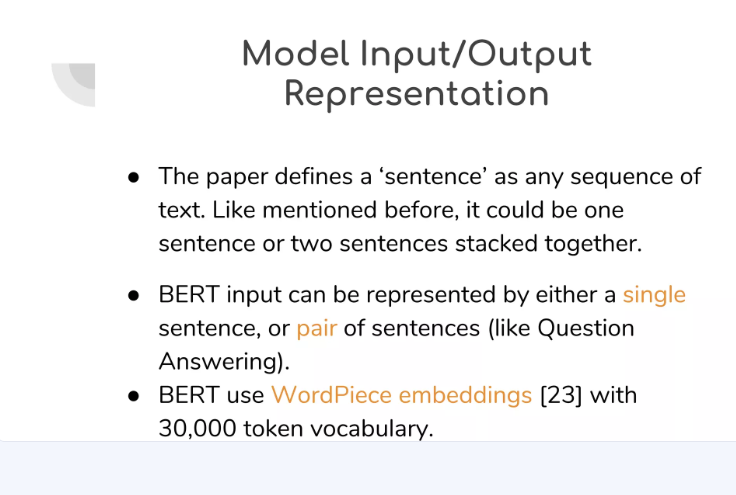 Model Input/Output
Representation
● The paper defines a ‘sentence’ as any sequence of
text. Like mentioned before, it could be one
sentence or two sentences stacked together.
● BERT input can be represented by either a single
sentence, or pair of sentences (like Question
Answering).
● BERT use WordPiece embeddings [23] with
30,000 token vocabulary.